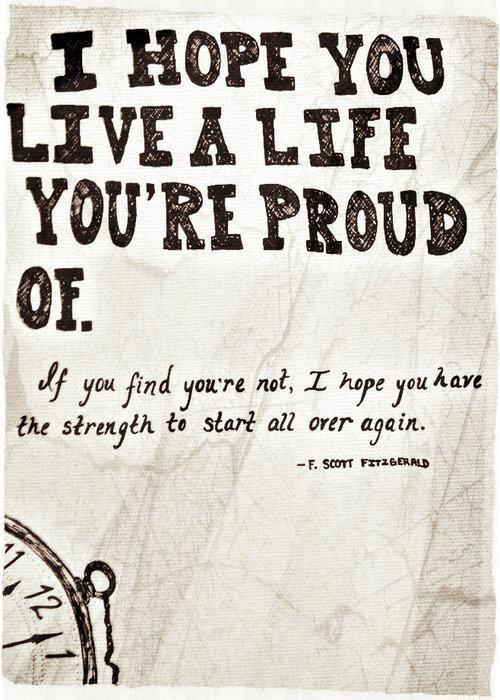 I HOPE YOU
LIVE A LIFE
YOU'RE PROUD
OF.
If you find you're not, I hope you have
the strength to start all over again.
–F. SCOTT FITZGERALD
11
12
1